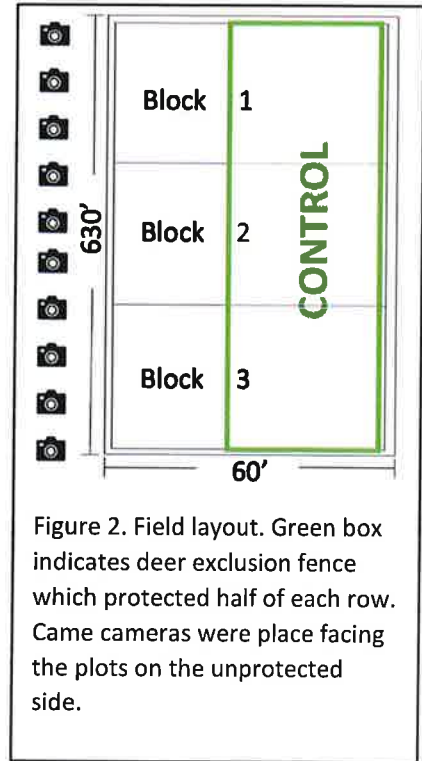 Block 1
CONTROL
630'
Block 2
Block 3
60'
Figure 2. Field layout. Green box
indicates deer exclusion fence
which protected half of each row.
Came cameras were place facing
the plots on the unprotected
side.